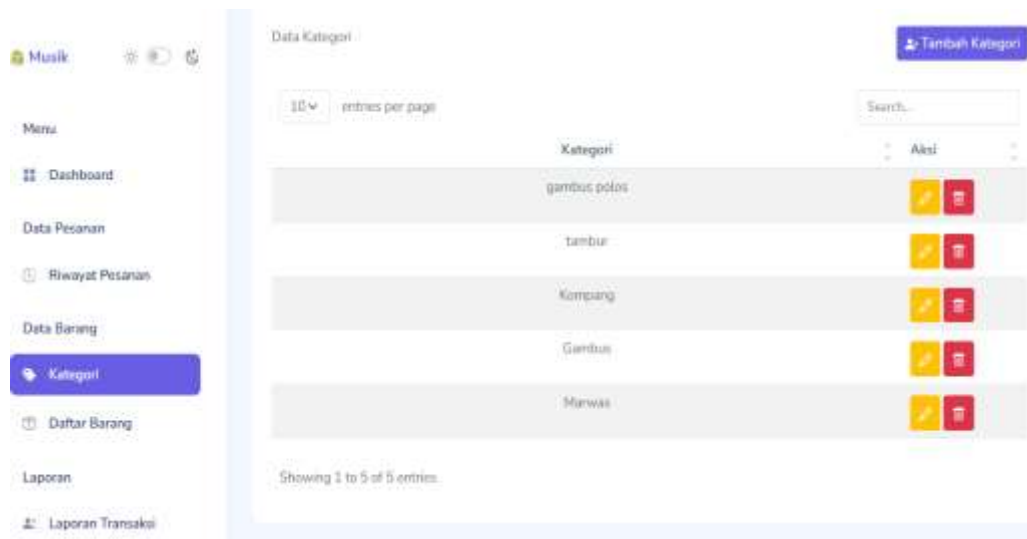 Musik
Menu
Dashboard
Data Pesanan
Riwayat Pesanan
Data Barang
Kategori
Daftar Barang
Laporan
Laporan Transaksi
Data Kategori
Tambah Kategori
10 entries per page
Search...
Kategori Aksi
gambus polos
tambur
Kompang
Gambus
Marwas
Showing 1 to 5 of 5 entries